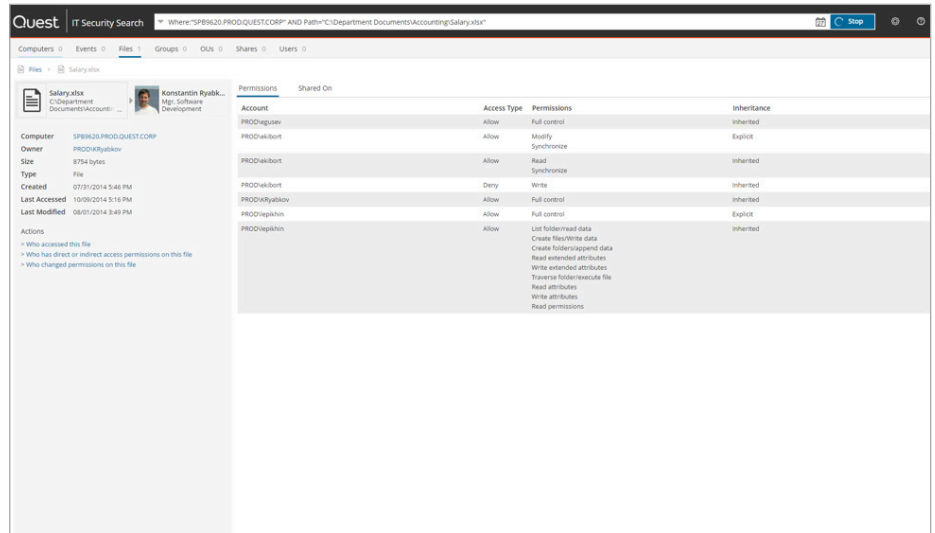 Quest IT Security Search
Where:"SPB9620.PROD.QUEST.CORP" AND Path="C:\Department Documents\Accounting\Salary.xlsx"
27 Stop
Computers 0 Events 0 Files 1 Groups 0 OUs 0 Shares 0 Users 0
Files Salary.xlsx
Salary.xlsx
C:\Department
Documents\Accounti...
Konstantin Ryabk...
Mgr. Software
Development
Computer SPB9620.PROD.QUEST.CORP
Owner PROD\KRyabkov
Size 8754 bytes
Type File
Created 07/31/2014 5:46 PM
Last Accessed 10/09/2014 5:16 PM
Last Modified 08/01/2014 3:49 PM
Actions
> Who accessed this file
> Who has direct or indirect access permissions on this file
> Who changed permissions on this file
Permissions Shared On
Account Access Type Permissions Inheritance
PROD\agusev Allow Full control Inherited
PROD\akibort Allow Modify Explicit
Synchronize
PROD\akibort Allow Read Inherited
Synchronize
PROD\akibort Deny Write Inherited
PROD\KRyabkov Allow Full control Inherited
PROD\lepikhin Allow Full control Explicit
PROD\lepikhin Allow List folder/read data Inherited
Create files/Write data
Create folders/append data
Read extended attributes
Write extended attributes
Traverse folder/execute file
Read attributes
Write attributes
Read permissions